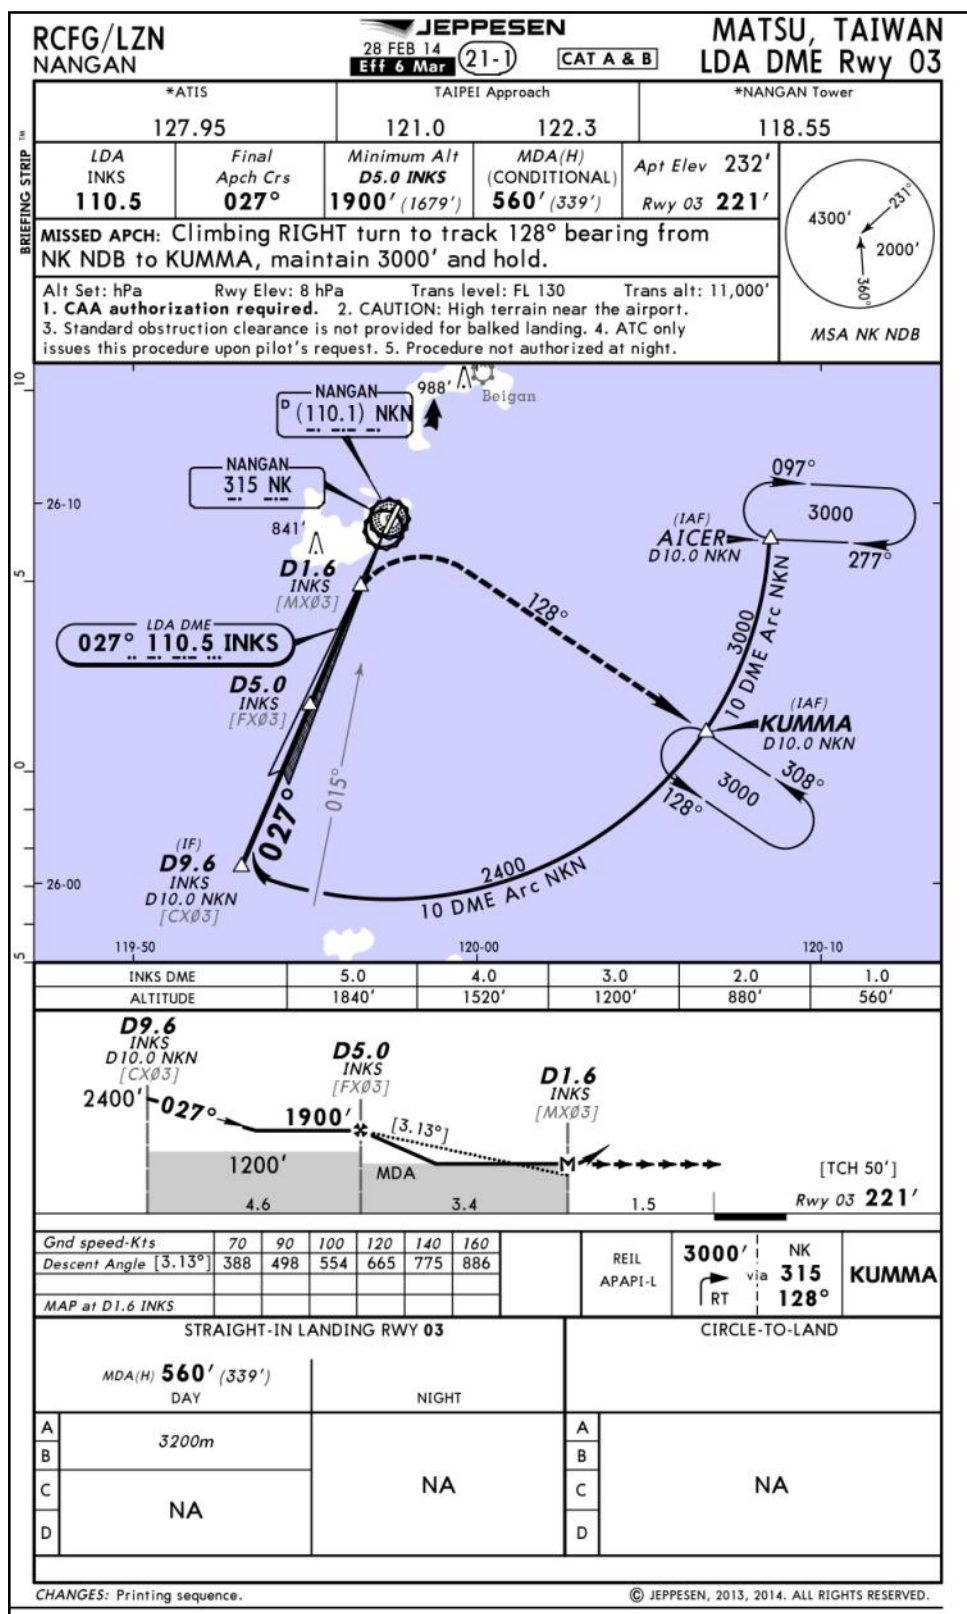 RCFG/LZN
NANGAN
JEPPESEN
28 FEB 14
Eff 6 Mar
21-1
CAT A & B
MATSU, TAIWAN
LDA DME Rwy 03
BRIEFING STRIP TM
*ATIS
127.95
TAIPEI Approach
121.0 122.3
*NANGAN Tower
118.55
LDA
INKS
110.5
Final
Apch Crs
027°
Minimum Alt
D5.0 INKS
1900' (1679')
MDA(H)
(CONDITIONAL)
560' (339')
Apt Elev 232'
Rwy 03 221'
MISSED APCH: Climbing RIGHT turn to track 128° bearing from
NK NDB to KUMMA, maintain 3000' and hold.
Alt Set: hPa Rwy Elev: 8 hPa Trans level: FL 130 Trans alt: 11,000'
1. CAA authorization required. 2. CAUTION: High terrain near the airport.
3. Standard obstruction clearance is not provided for balked landing. 4. ATC only
issues this procedure upon pilot's request. 5. Procedure not authorized at night.
4300'
231°
2000'
360°
MSA NK NDB
10
5
0
5
26-10
26-00
119-50
120-00
120-10
988'
Beigan
NANGAN
D (110.1) NKN
NANGAN
315 NK
841'
D1.6
INKS
[MX03]
LDA DME
027° 110.5 INKS
D5.0
INKS
[FX03]
015°
027°
(IF)
D9.6
INKS
D10.0 NKN
[CX03]
128°
097°
3000
277°
(IAF)
AICER
D10.0 NKN
3000
10 DME Arc NKN
(IAF)
KUMMA
D10.0 NKN
308°
3000
128°
2400
10 DME Arc NKN
INKS DME 5.0 4.0 3.0 2.0 1.0
ALTITUDE 1840' 1520' 1200' 880' 560'
D9.6
INKS
D10.0 NKN
[CX03]
2400'
027°
1900'
1200'
D5.0
INKS
[FX03]
[3.13°]
MDA
D1.6
INKS
[MX03]
M
[TCH 50']
Rwy 03 221'
4.6 3.4 1.5
Gnd speed-Kts 70 90 100 120 140 160
Descent Angle [3.13°] 388 498 554 665 775 886
MAP at D1.6 INKS
REIL
APAPI-L
3000'
RT
via
NK
315
128°
KUMMA
STRAIGHT-IN LANDING RWY 03
CIRCLE-TO-LAND
MDA(H) 560' (339')
DAY
NIGHT
A
B
C
D
3200m
NA
NA
A
B
C
D
NA
CHANGES: Printing sequence.
© JEPPESEN, 2013, 2014. ALL RIGHTS RESERVED.